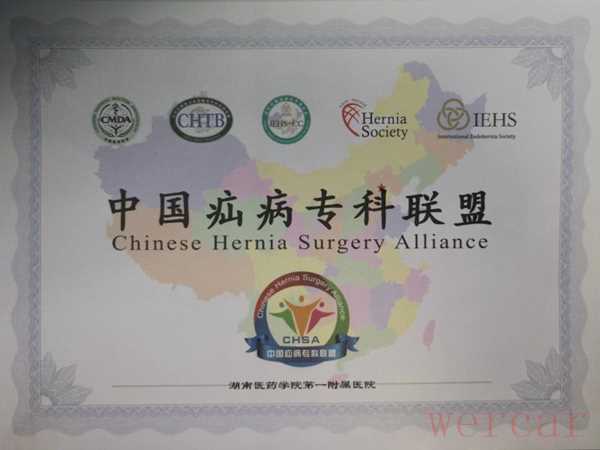 CMDA
CHTB
IEHS-CC
Hernia
Society
IEHS
International Endohernia Society
中国疝病专科联盟
Chinese Hernia Surgery Alliance
Chinese Hernia Surgery Alliance
CHSA
中国疝病专科联盟
湖南医药学院第一附属医院
wercar